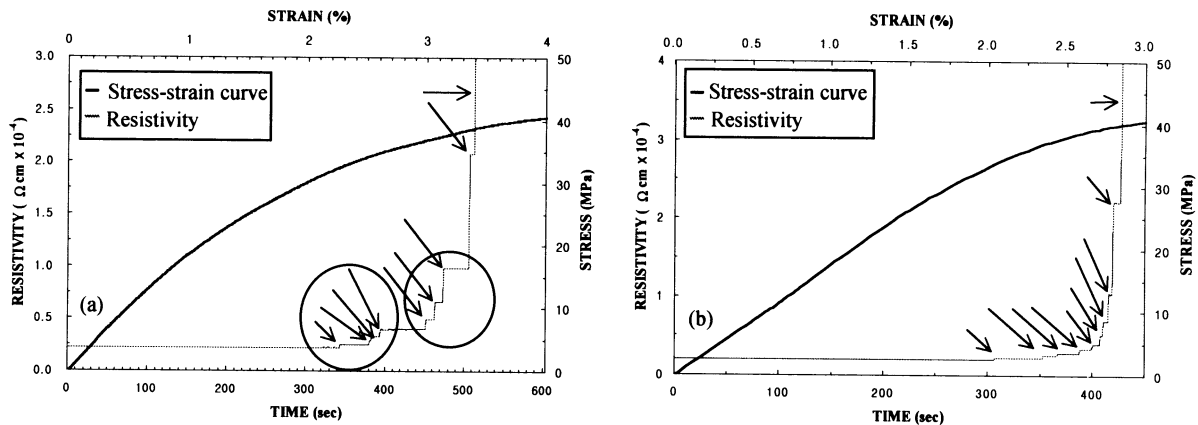 STRAIN (%)
0 1 2 3 4
3.0 2.5 2.0 1.5 1.0 0.5 0.0
RESISTIVITY ( Ω cm x 10⁻⁴)
Stress-strain curve
Resistivity
(a)
50 40 30 20 10 0
STRESS (MPa)
0 100 200 300 400 500 600
TIME (sec)
STRAIN (%)
0.0 0.5 1.0 1.5 2.0 2.5 3.0
4 3 2 1 0
RESISTIVITY ( Ω cm x 10⁻⁴)
Stress-strain curve
Resistivity
(b)
50 40 30 20 10 0
STRESS (MPa)
0 100 200 300 400
TIME (sec)